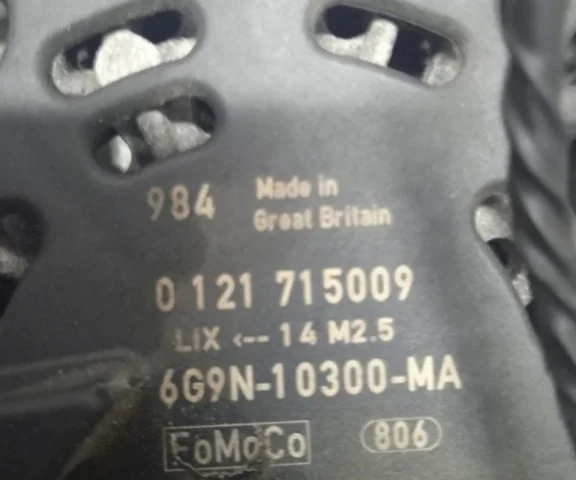 984
Made in
Great Britain
0 121 715009
LiX <-- 14 M2.5
6G9N-10300-MA
FoMoCo 806